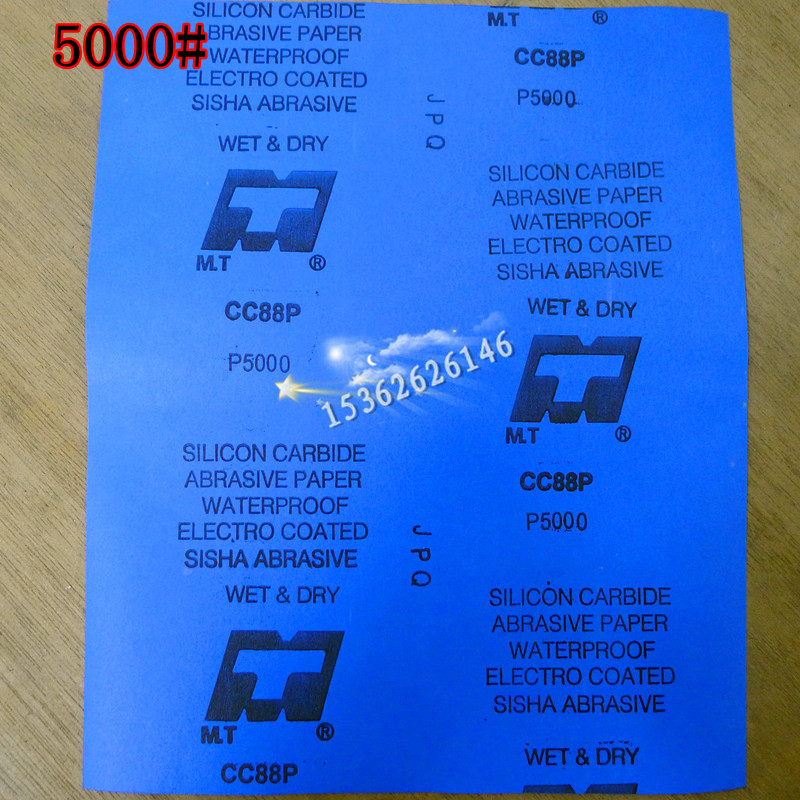 5000#
SILICON CARBIDE
ABRASIVE PAPER
WATERPROOF
ELECTRO COATED
SISHA ABRASIVE
WET & DRY
M.T ®
CC88P
P5000
SILICON CARBIDE
ABRASIVE PAPER
WATERPROOF
ELECTRO COATED
SISHA ABRASIVE
WET & DRY
M.T ®
CC88P
JPQ
JPQ
M.T ®
CC88P
P5000
SILICON CARBIDE
ABRASIVE PAPER
WATERPROOF
ELECTRO COATED
SISHA ABRASIVE
WET & DRY
M.T ®
CC88P
P5000
SILICON CARBIDE
ABRASIVE PAPER
WATERPROOF
ELECTRO COATED
SISHA ABRASIVE
WET & DRY
15362626146